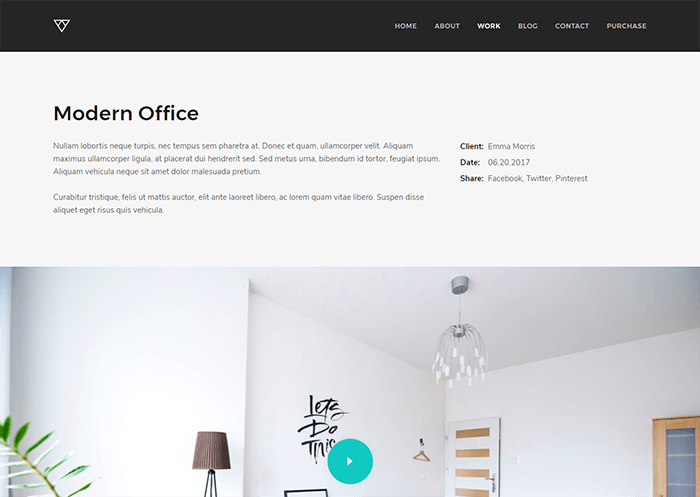 HOME ABOUT WORK BLOG CONTACT PURCHASE
Modern Office
Nullam lobortis neque turpis, nec tempus sem pharetra at. Donec et quam, ullamcorper velit. Aliquam
maximus ullamcorper ligula, at placerat dui hendrerit sed. Sed metus urna, bibendum id tortor, feugiat ipsum.
Aliquam vehicula neque sit amet dolor malesuada pretium.
Curabitur tristique, felis ut mattis auctor, elit ante laoreet libero, ac lorem quam vitae libero. Suspen disse
aliquet eget risus quis vehicula.
Client: Emma Morris
Date: 06.20.2017
Share: Facebook, Twitter, Pinterest
Lets
Do
This